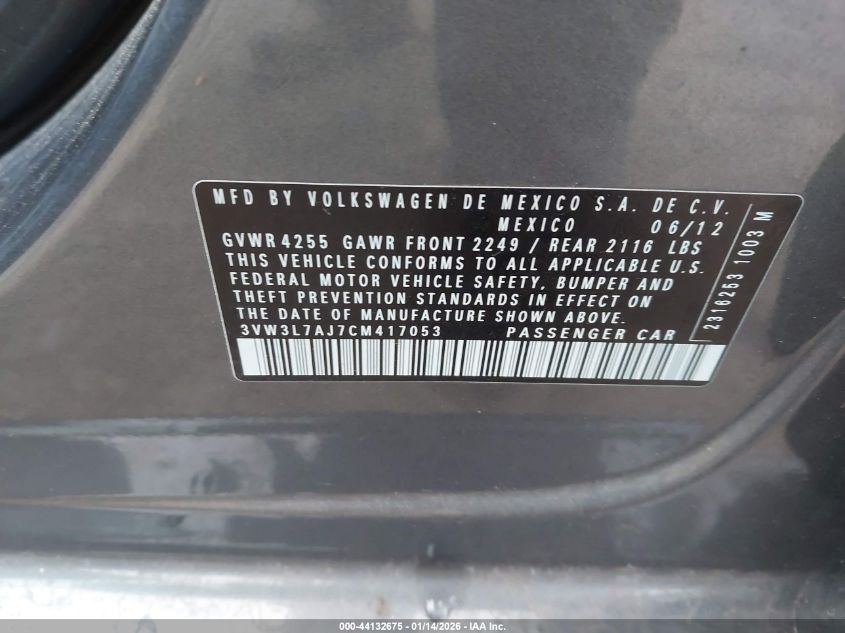 MFD BY VOLKSWAGEN DE MEXICO S.A. DE C.V.
MEXICO 06/12
GVWR 4255 GAWR FRONT 2249 / REAR 2116 LBS
THIS VEHICLE CONFORMS TO ALL APPLICABLE U.S.
FEDERAL MOTOR VEHICLE SAFETY, BUMPER AND
THEFT PREVENTION STANDARDS IN EFFECT ON
THE DATE OF MANUFACTURE SHOWN ABOVE.
3VW3L7AJ7CM417053 PASSENGER CAR
2316253 1003 M
000-44132675 - 01/14/2026 - IAA Inc.